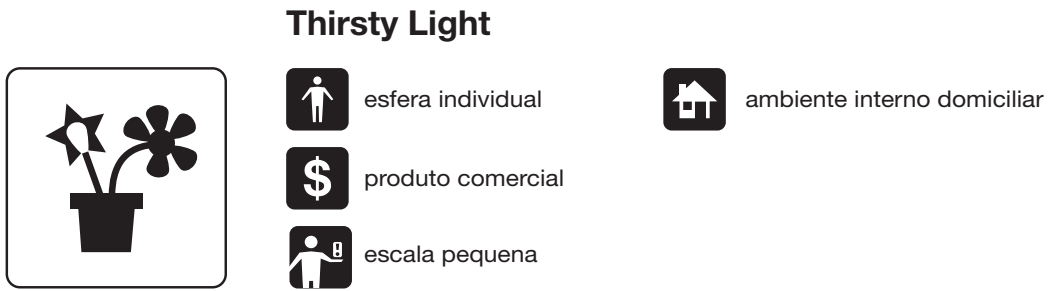 Thirsty Light
esfera individual
ambiente interno domiciliar
$
produto comercial
escala pequena